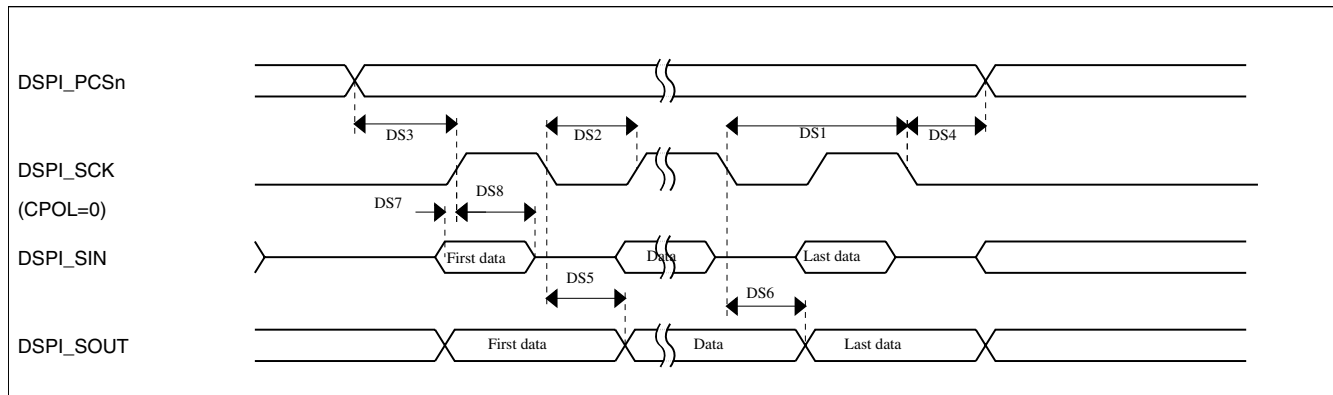 DSPI_PCSn
DS3
DS2
DS1
DS4
DSPI_SCK
(CPOL=0)
DS7
DS8
DSPI_SIN
First data
Data
Last data
DS5
DS6
DSPI_SOUT
First data
Data
Last data